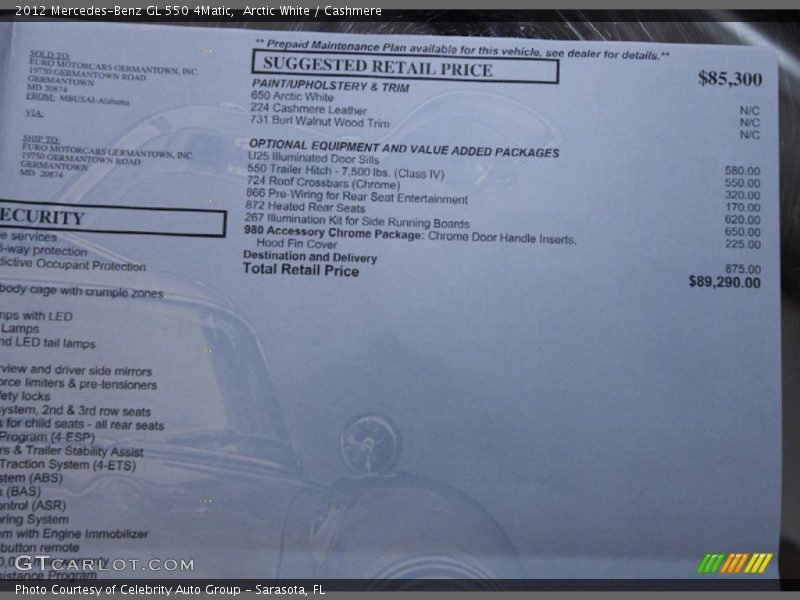 2012 Mercedes-Benz GL 550 4Matic, Arctic White / Cashmere
SOLD TO:
EURO MOTORCARS GERMANTOWN, INC.
19750 GERMANTOWN ROAD
GERMANTOWN
MD 20874
FROM: MBUSAI-Alabama
VIA:
SHIP TO:
EURO MOTORCARS GERMANTOWN, INC.
19750 GERMANTOWN ROAD
GERMANTOWN
MD 20874
ECURITY
e services
3-way protection
dictive Occupant Protection
body cage with crumple zones
mps with LED
Lamps
nd LED tail lamps
rview and driver side mirrors
orce limiters & pre-tensioners
fety locks
system, 2nd & 3rd row seats
s for child seats - all rear seats
Program (4-ESP)
rs & Trailer Stability Assist
Traction System (4-ETS)
stem (ABS)
(BAS)
ontrol (ASR)
oring System
em with Engine Immobilizer
button remote
sistance Program
** Prepaid Maintenance Plan available for this vehicle, see dealer for details.**
SUGGESTED RETAIL PRICE $85,300
PAINT/UPHOLSTERY & TRIM
650 Arctic White N/C
224 Cashmere Leather N/C
731 Burl Walnut Wood Trim N/C
OPTIONAL EQUIPMENT AND VALUE ADDED PACKAGES
U25 Illuminated Door Sills 580.00
550 Trailer Hitch - 7,500 lbs. (Class IV) 550.00
724 Roof Crossbars (Chrome) 320.00
866 Pre-Wiring for Rear Seat Entertainment 170.00
872 Heated Rear Seats 620.00
267 Illumination Kit for Side Running Boards 650.00
980 Accessory Chrome Package: Chrome Door Handle Inserts, 225.00
Hood Fin Cover
Destination and Delivery 875.00
Total Retail Price $89,290.00
GTCARLOT.COM
Photo Courtesy of Celebrity Auto Group - Sarasota, FL